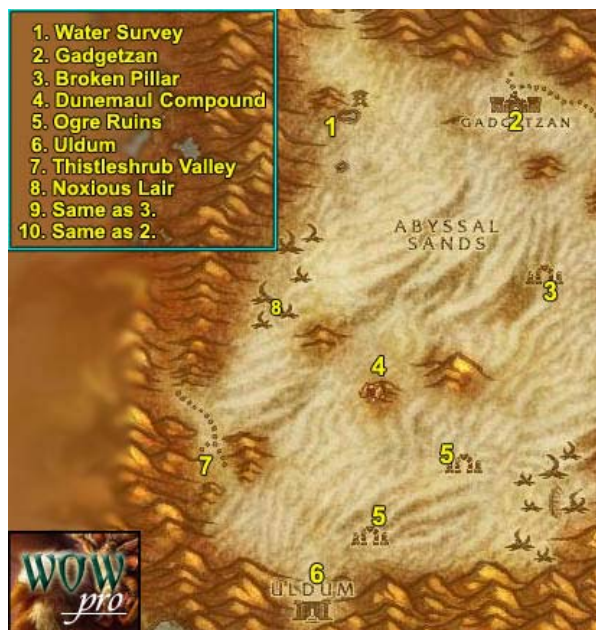 1. Water Survey
2. Gadgetzan
3. Broken Pillar
4. Dunemaul Compound
5. Ogre Ruins
6. Uldum
7. Thistleshrub Valley
8. Noxious Lair
9. Same as 3.
10. Same as 2.
1
2
GADGETZAN
ABYSSAL
SANDS
3
8
4
5
7
5
6
ULDUM
WOW
pro